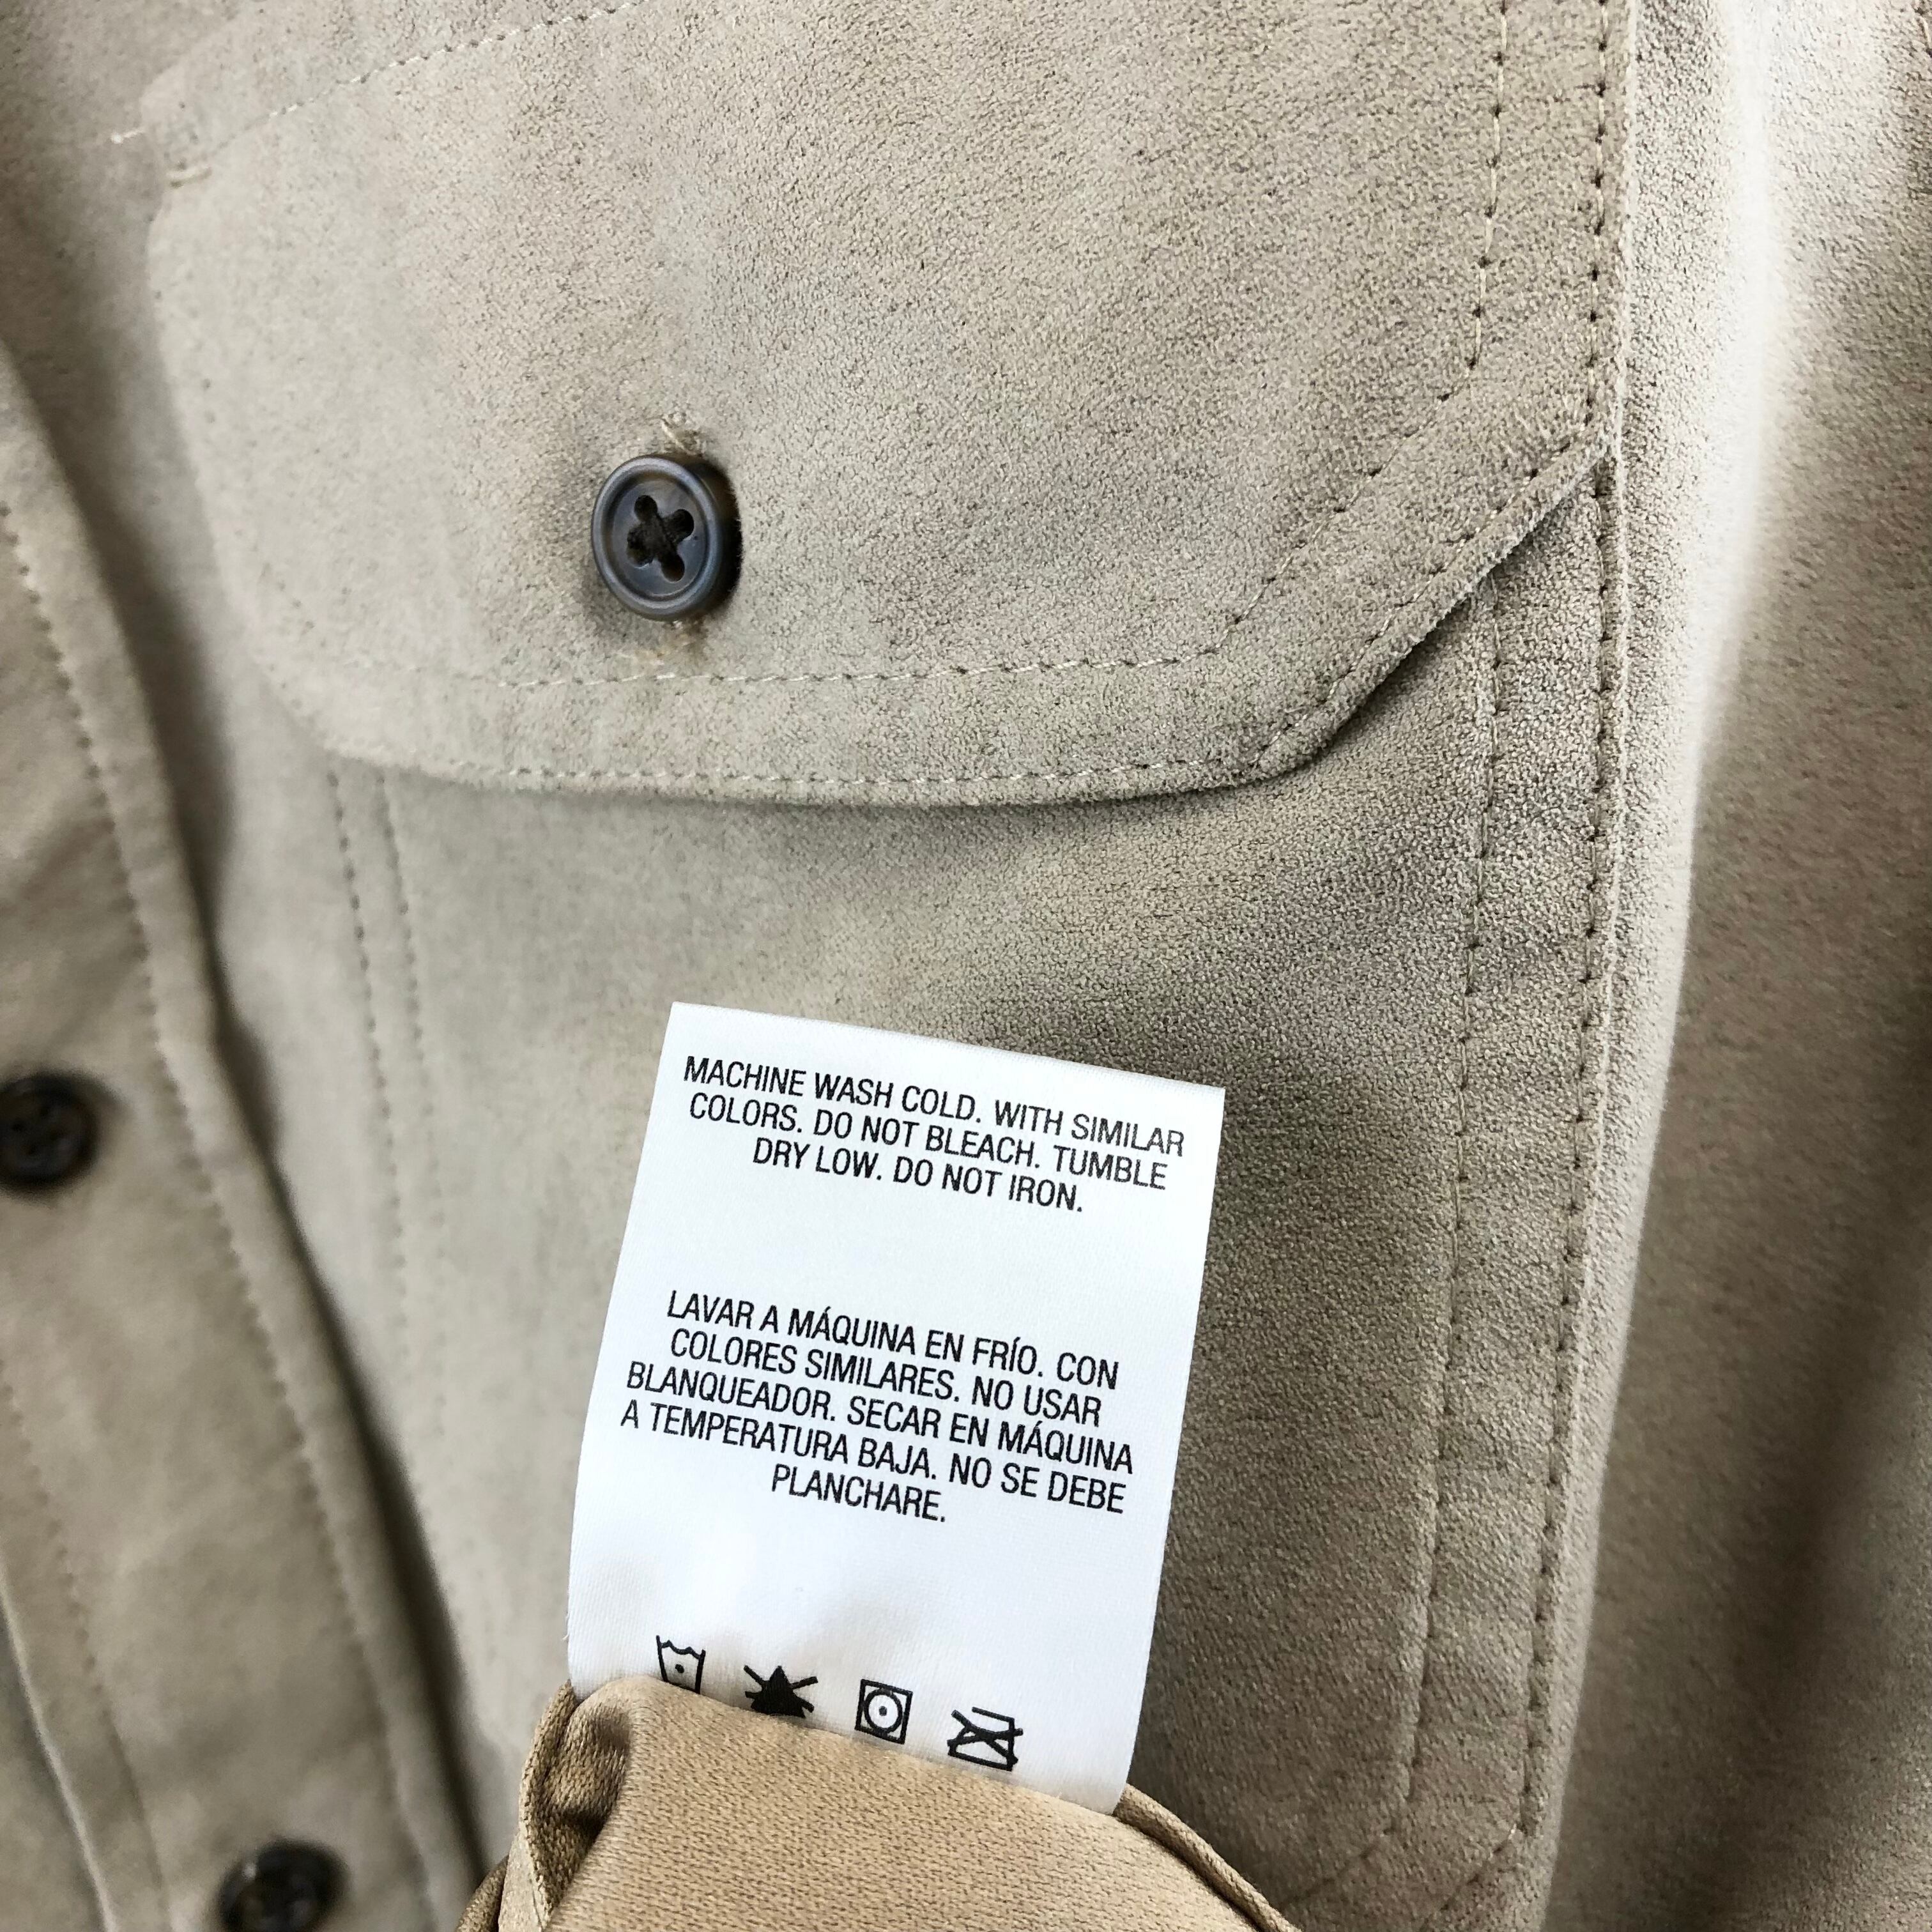 MACHINE WASH COLD. WITH SIMILAR
COLORS. DO NOT BLEACH. TUMBLE
DRY LOW. DO NOT IRON.
LAVAR A MÁQUINA EN FRÍO. CON
COLORES SIMILARES. NO USAR
BLANQUEADOR. SECAR EN MÁQUINA
A TEMPERATURA BAJA. NO SE DEBE
PLANCHARE.